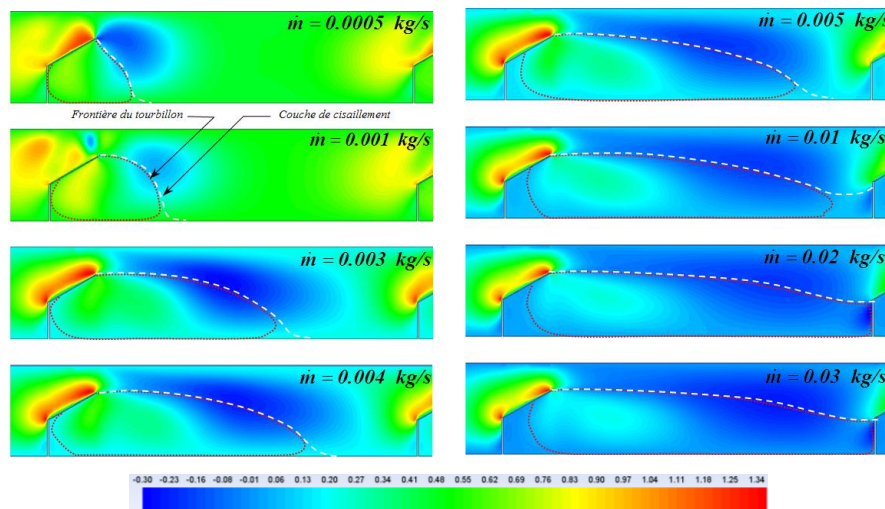 ṁ = 0.0005 kg/s
Frontière du tourbillon
Couche de cisaillement
ṁ = 0.001 kg/s
ṁ = 0.003 kg/s
ṁ = 0.004 kg/s
ṁ = 0.005 kg/s
ṁ = 0.01 kg/s
ṁ = 0.02 kg/s
ṁ = 0.03 kg/s
-0.30 -0.23 -0.16 -0.08 -0.01 0.06 0.13 0.20 0.27 0.34 0.41 0.48 0.55 0.62 0.69 0.76 0.83 0.90 0.97 1.04 1.11 1.18 1.25 1.34